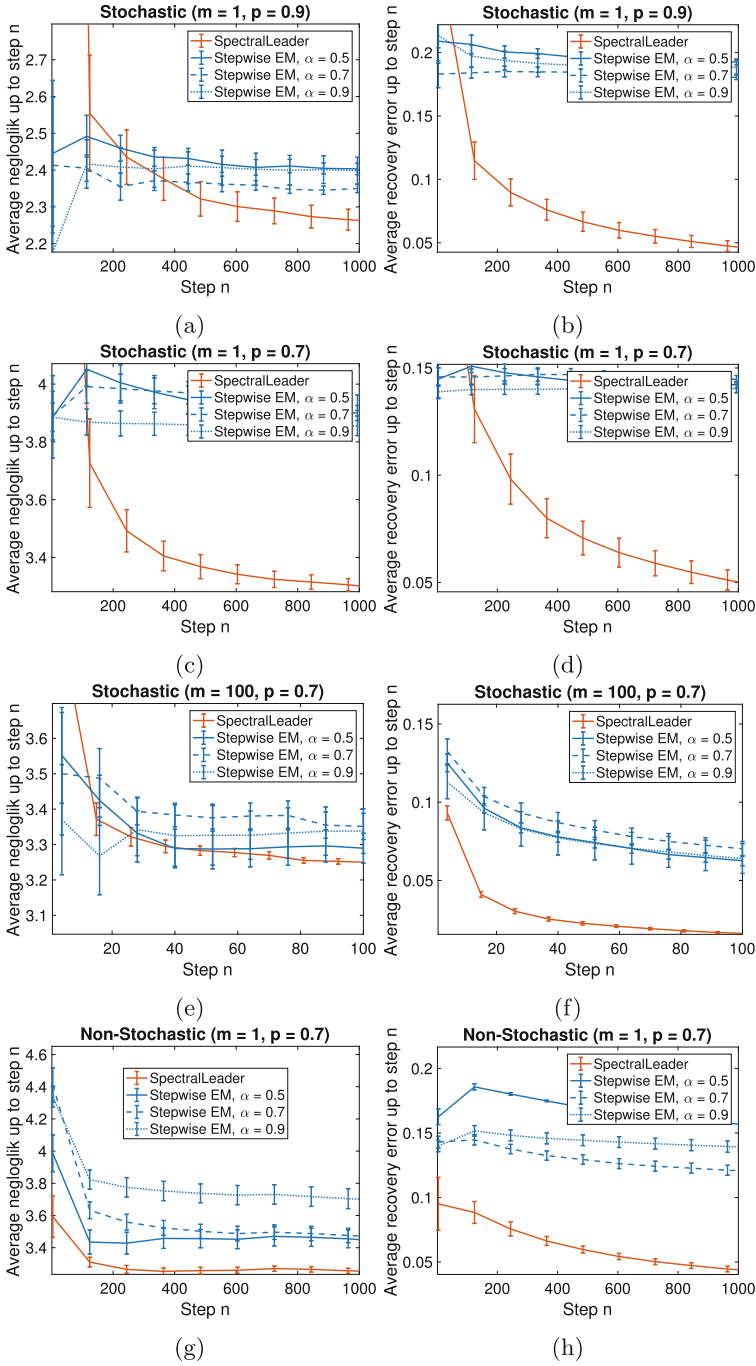 Stochastic (m = 1, p = 0.9)
Average negloglik up to step n
2.7
2.6
2.5
2.4
2.3
2.2
SpectralLeader
Stepwise EM, α = 0.5
Stepwise EM, α = 0.7
Stepwise EM, α = 0.9
200 400 600 800 1000
Step n
(a)
Stochastic (m = 1, p = 0.9)
Average recovery error up to step n
0.2
0.15
0.1
0.05
SpectralLeader
Stepwise EM, α = 0.5
Stepwise EM, α = 0.7
Stepwise EM, α = 0.9
200 400 600 800 1000
Step n
(b)
Stochastic (m = 1, p = 0.7)
Average negloglik up to step n
4
3.8
3.6
3.4
SpectralLeader
Stepwise EM, α = 0.5
Stepwise EM, α = 0.7
Stepwise EM, α = 0.9
200 400 600 800 1000
Step n
(c)
Stochastic (m = 1, p = 0.7)
Average recovery error up to step n
0.15
0.1
0.05
SpectralLeader
Stepwise EM, α = 0.5
Stepwise EM, α = 0.7
Stepwise EM, α = 0.9
200 400 600 800 1000
Step n
(d)
Stochastic (m = 100, p = 0.7)
Average negloglik up to step n
3.6
3.5
3.4
3.3
3.2
3.1
SpectralLeader
Stepwise EM, α = 0.5
Stepwise EM, α = 0.7
Stepwise EM, α = 0.9
20 40 60 80 100
Step n
(e)
Stochastic (m = 100, p = 0.7)
Average recovery error up to step n
0.15
0.1
0.05
SpectralLeader
Stepwise EM, α = 0.5
Stepwise EM, α = 0.7
Stepwise EM, α = 0.9
20 40 60 80 100
Step n
(f)
Non-Stochastic (m = 1, p = 0.7)
Average negloglik up to step n
4.6
4.4
4.2
4
3.8
3.6
3.4
SpectralLeader
Stepwise EM, α = 0.5
Stepwise EM, α = 0.7
Stepwise EM, α = 0.9
200 400 600 800 1000
Step n
(g)
Non-Stochastic (m = 1, p = 0.7)
Average recovery error up to step n
0.2
0.15
0.1
0.05
SpectralLeader
Stepwise EM, α = 0.5
Stepwise EM, α = 0.7
Stepwise EM, α = 0.9
200 400 600 800 1000
Step n
(h)